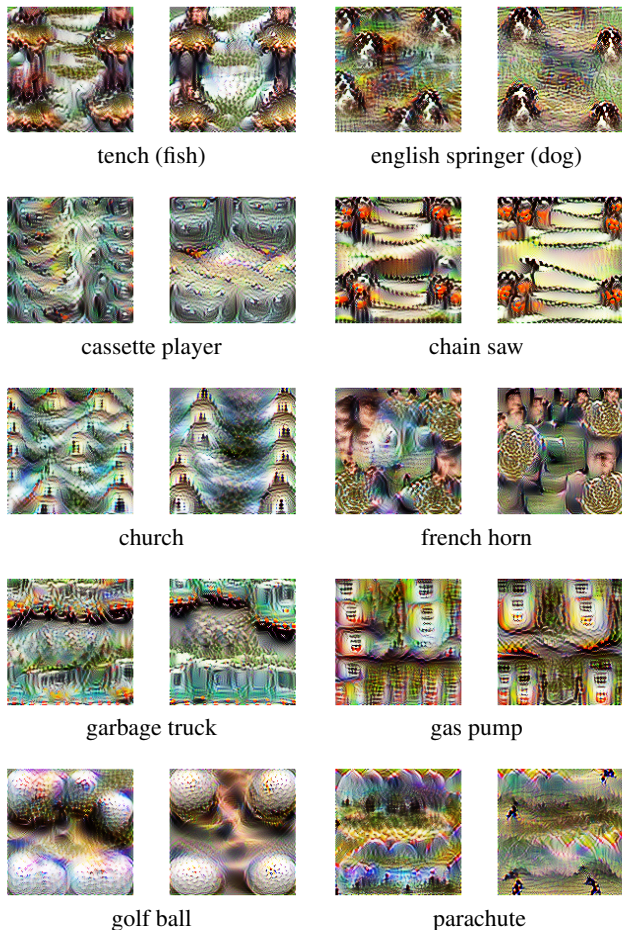 tench (fish)
english springer (dog)
cassette player
chain saw
church
french horn
garbage truck
gas pump
golf ball
parachute